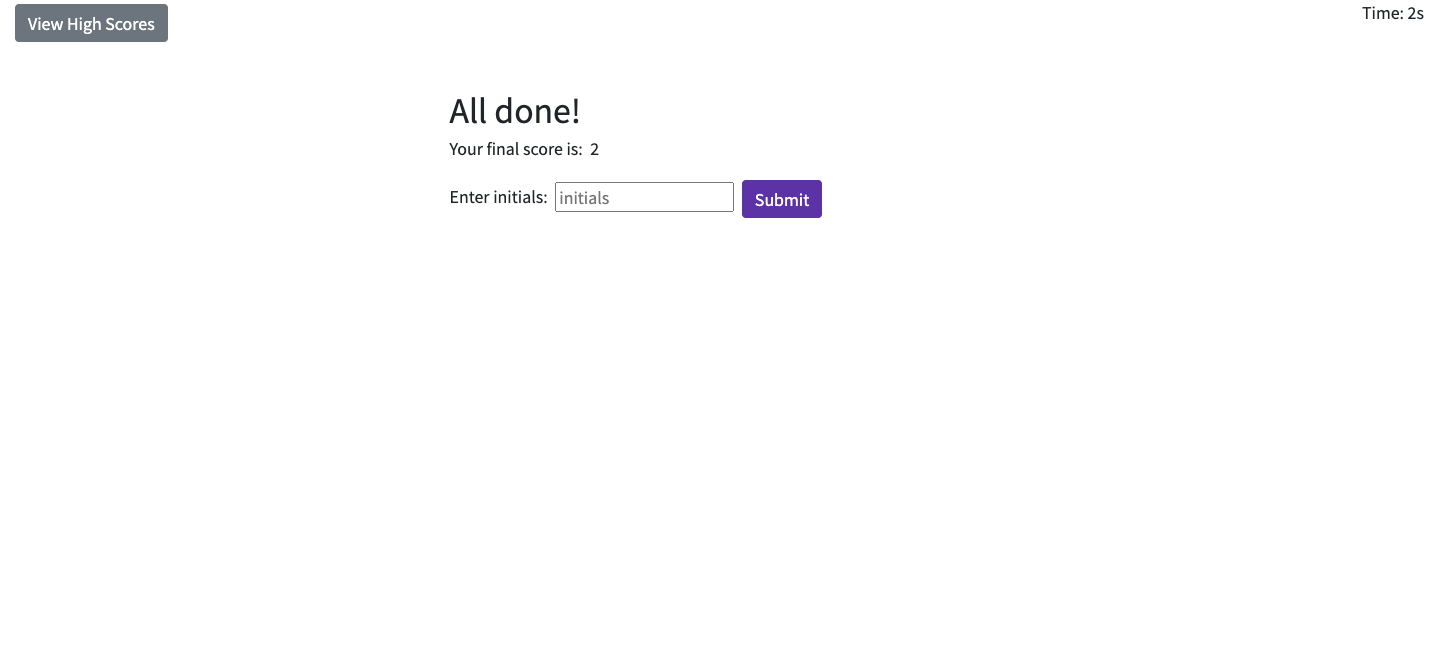 View High Scores
Time: 2s
All done!
Your final score is: 2
Enter initials: initials Submit